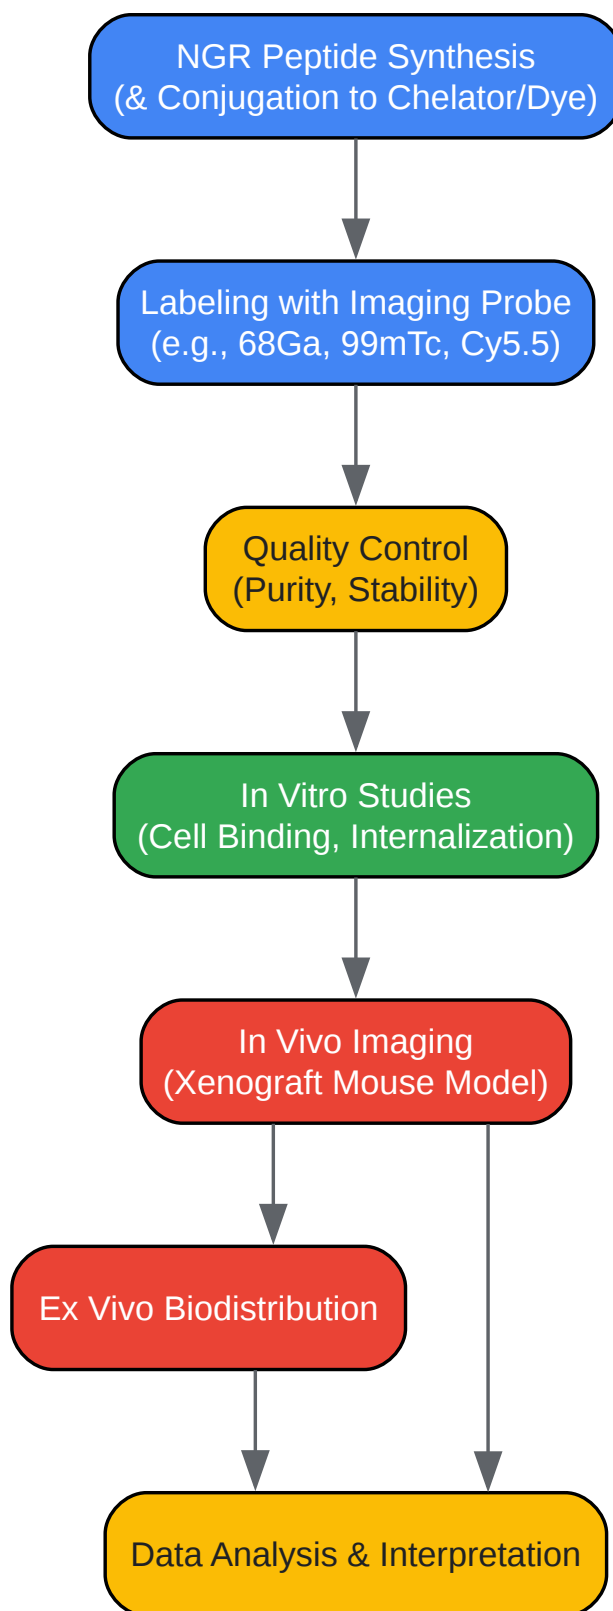 NGR Peptide Synthesis
(& Conjugation to Chelator/Dye)
Labeling with Imaging Probe
(e.g., 68Ga, 99mTc, Cy5.5)
Quality Control
(Purity, Stability)
In Vitro Studies
(Cell Binding, Internalization)
In Vivo Imaging
(Xenograft Mouse Model)
Ex Vivo Biodistribution
Data Analysis & Interpretation